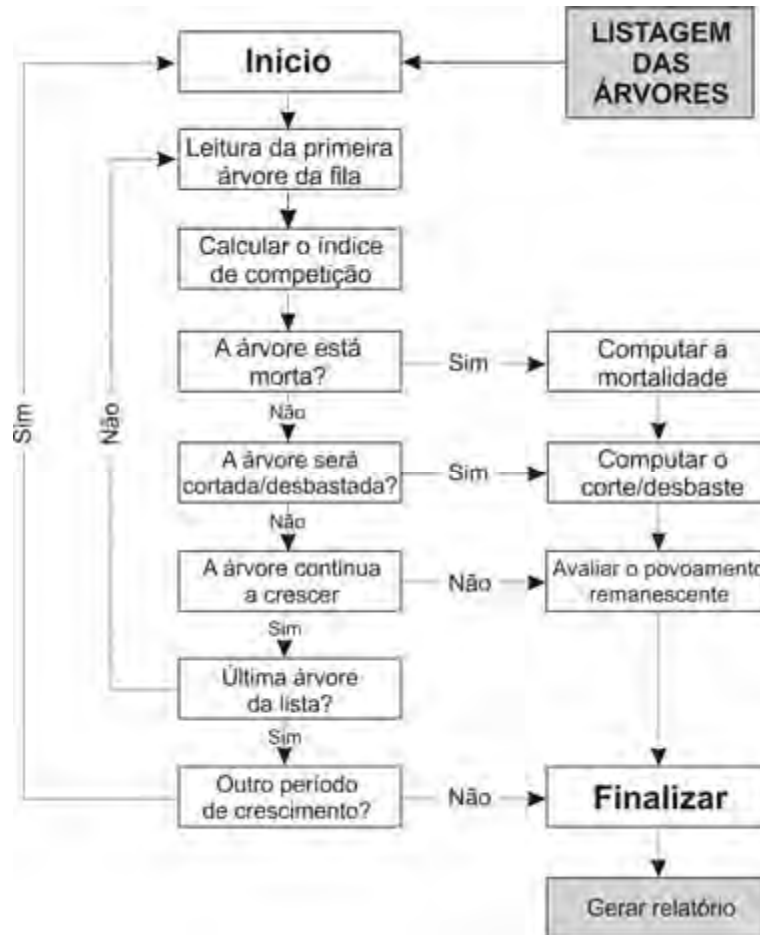 LISTAGEM
DAS
ÁRVORES
Início
Leitura da primeira
árvore da fila
Calcular o índice
de competição
A árvore está
morta?
Sim
Computar a
mortalidade
Não
A árvore será
cortada/desbastada?
Sim
Computar o
corte/desbaste
Não
A árvore continua
a crescer
Não
Avaliar o povoamento
remanescente
Sim
Última árvore
da lista?
Não
Sim
Outro período
de crescimento?
Sim
Não
Finalizar
Gerar relatório